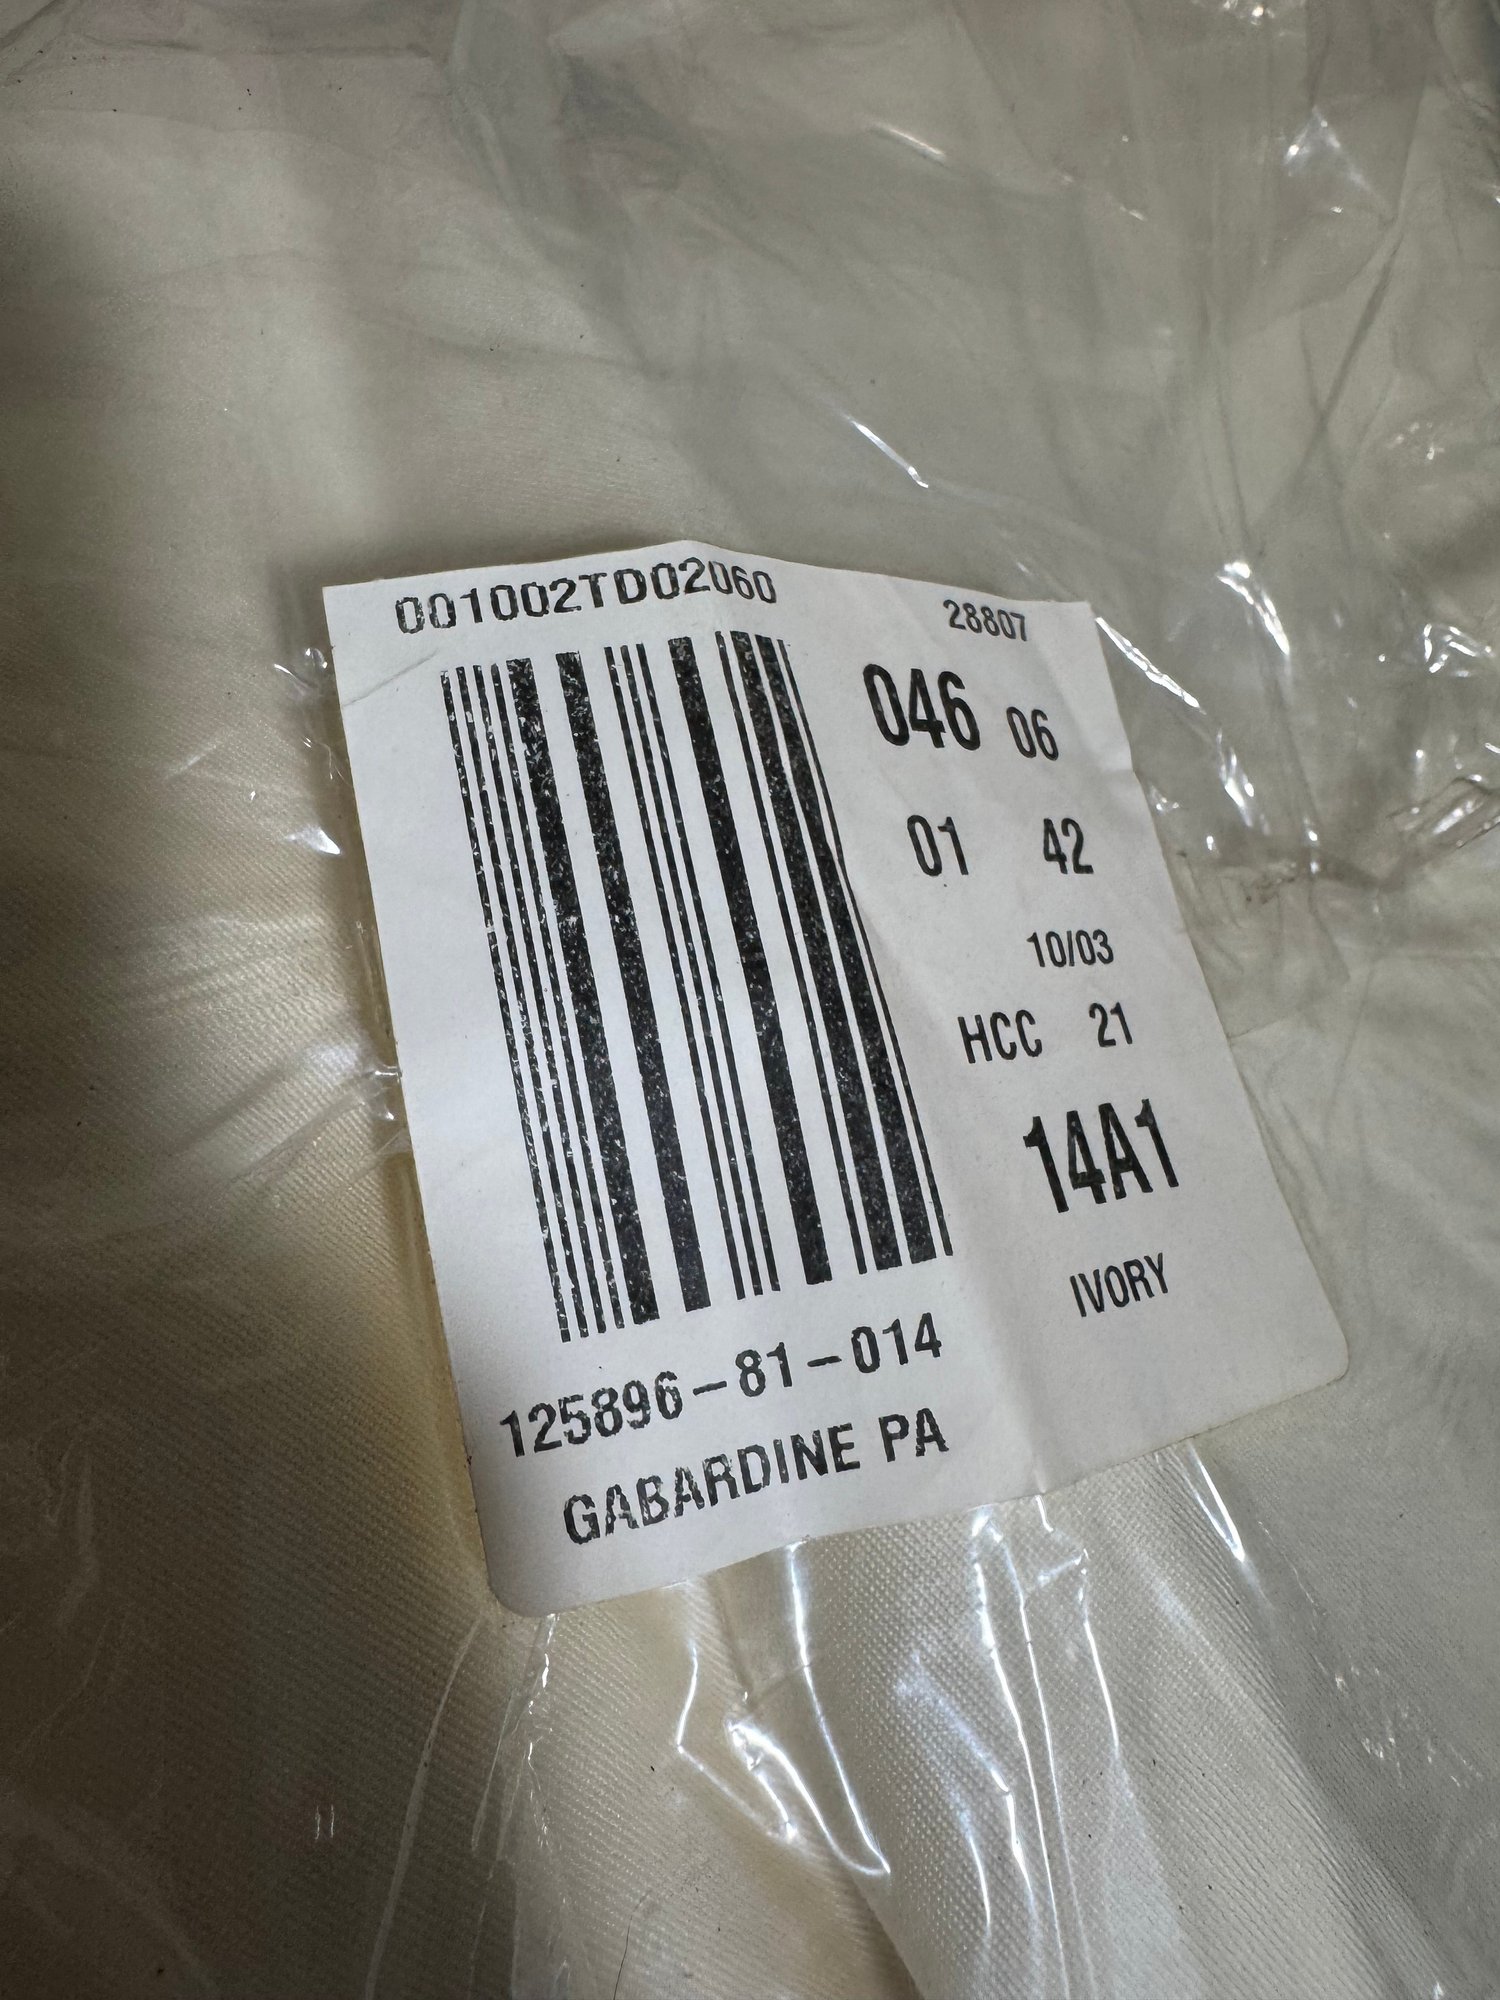 001002TD02060
28807
046 06
01 42
10/03
HCC 21
14A1
IVORY
125896-81-014
GABARDINE PA